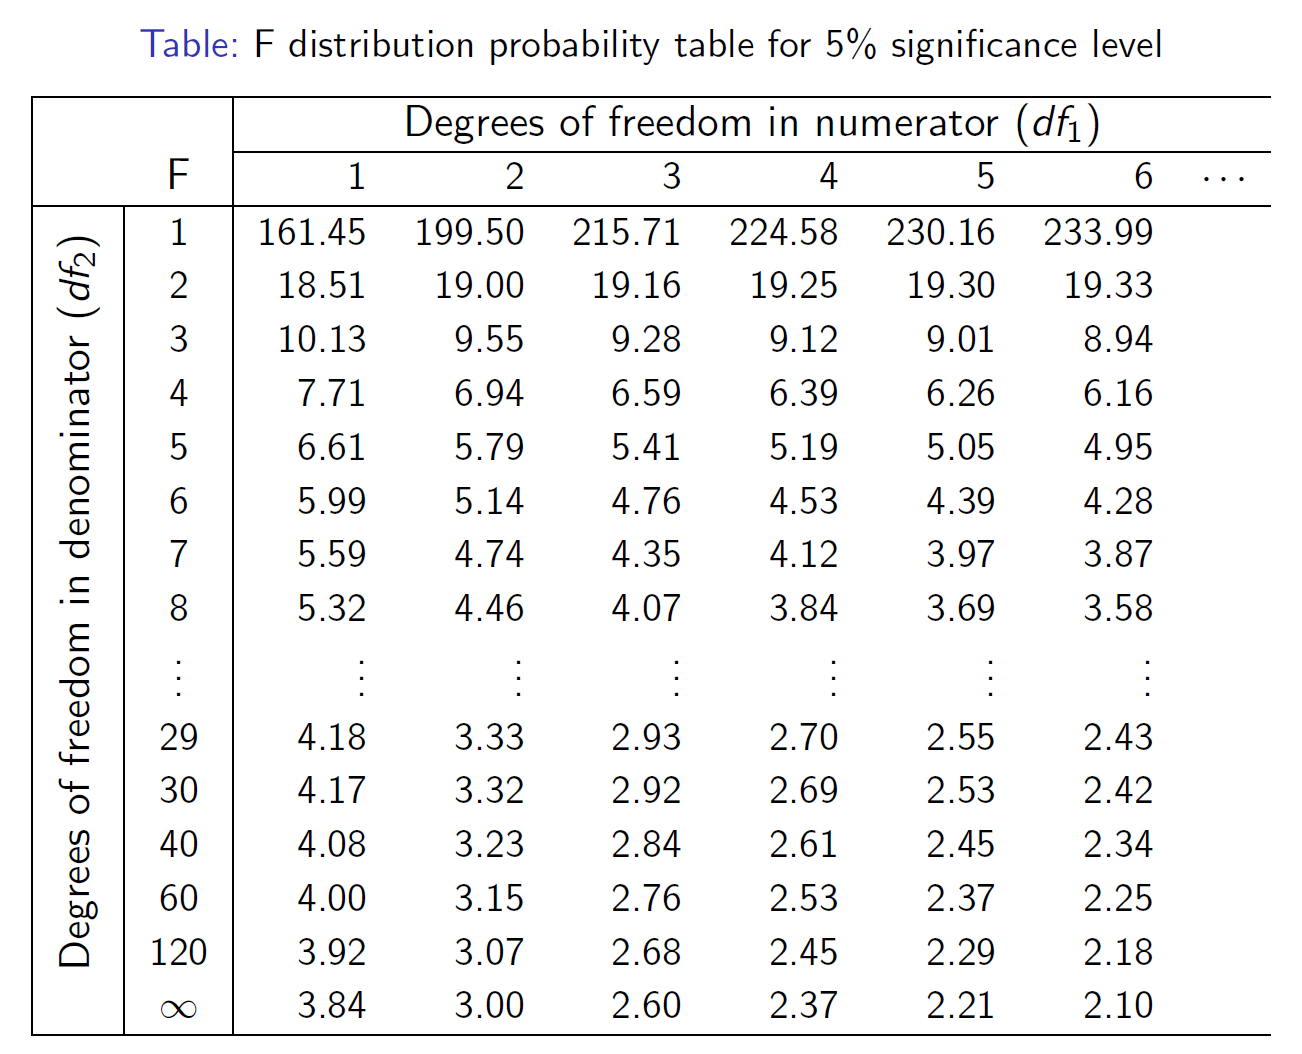 Table: F distribution probability table for 5% significance level
Degrees of freedom in numerator (df1)
F 1 2 3 4 5 6 ···
Degrees of freedom in denominator (df2)
1 161.45 199.50 215.71 224.58 230.16 233.99
2 18.51 19.00 19.16 19.25 19.30 19.33
3 10.13 9.55 9.28 9.12 9.01 8.94
4 7.71 6.94 6.59 6.39 6.26 6.16
5 6.61 5.79 5.41 5.19 5.05 4.95
6 5.99 5.14 4.76 4.53 4.39 4.28
7 5.59 4.74 4.35 4.12 3.97 3.87
8 5.32 4.46 4.07 3.84 3.69 3.58
⋮ ⋮ ⋮ ⋮ ⋮ ⋮ ⋮
29 4.18 3.33 2.93 2.70 2.55 2.43
30 4.17 3.32 2.92 2.69 2.53 2.42
40 4.08 3.23 2.84 2.61 2.45 2.34
60 4.00 3.15 2.76 2.53 2.37 2.25
120 3.92 3.07 2.68 2.45 2.29 2.18
∞ 3.84 3.00 2.60 2.37 2.21 2.10